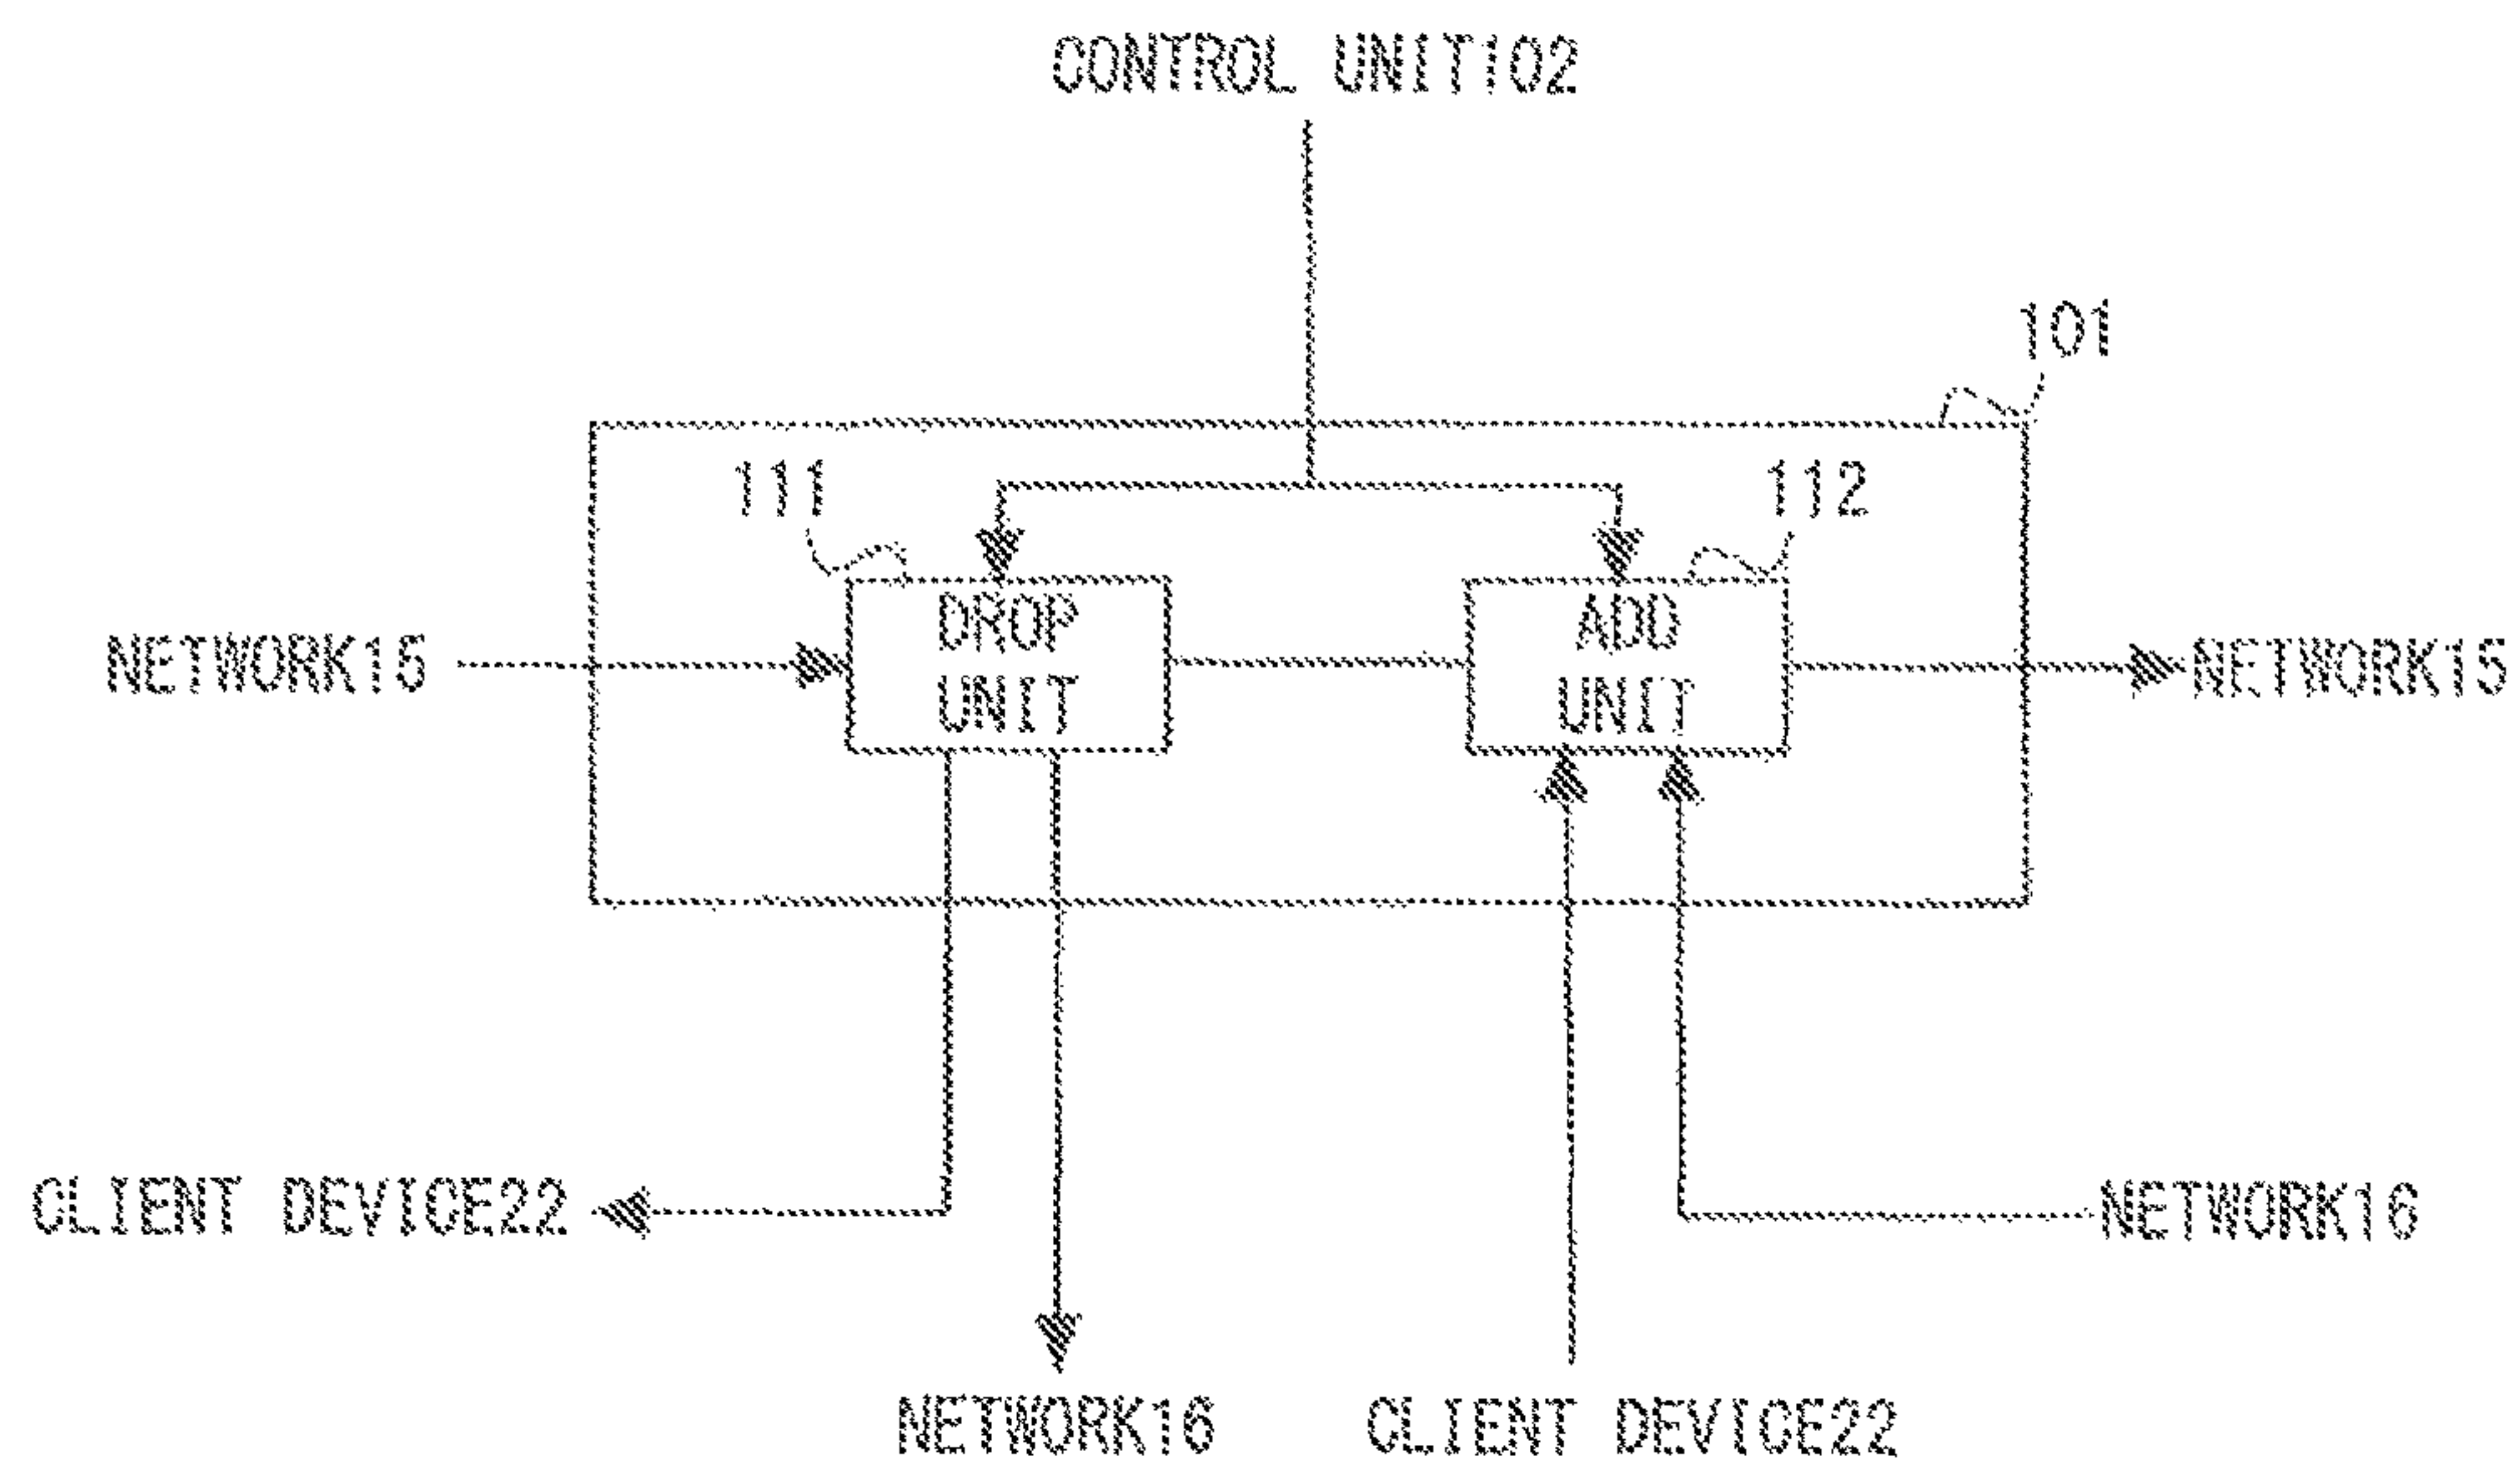 CONTROL UNIT102
101
111
112
DROP
UNIT
ADD
UNIT
NETWORK15
NETWORK15
CLIENT DEVICE22
NETWORK16
NETWORK16
CLIENT DEVICE22